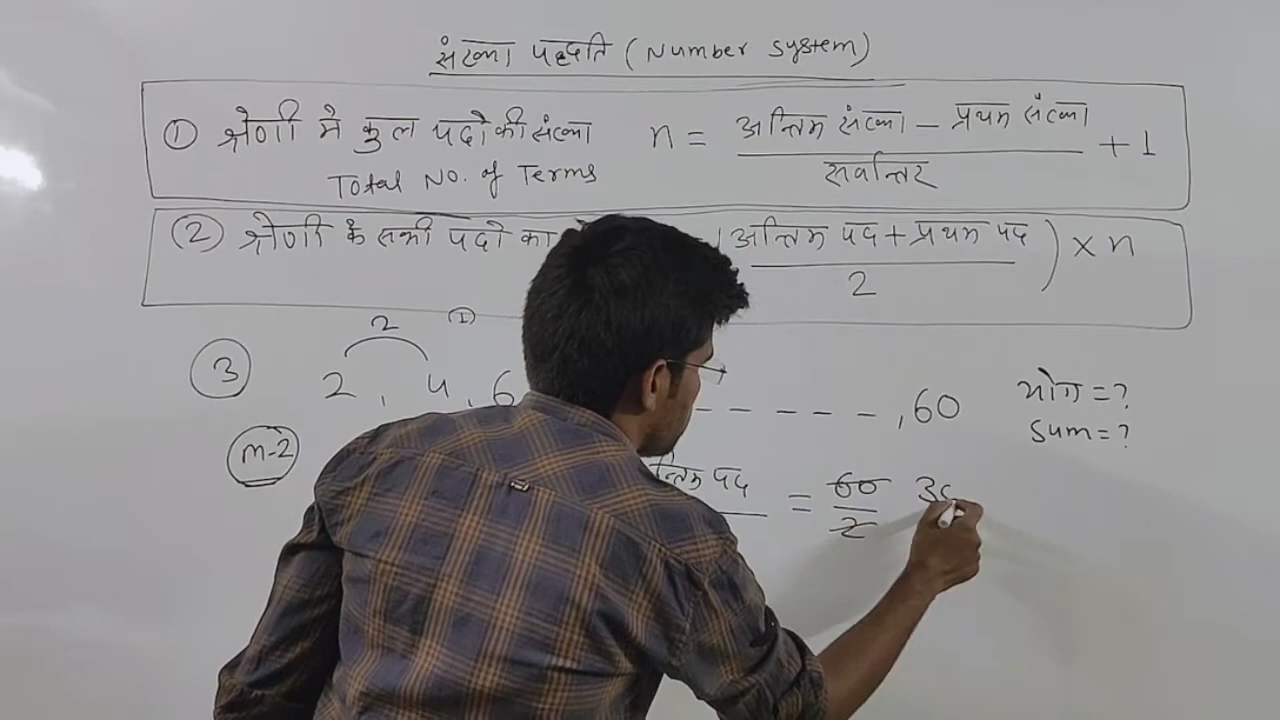 संख्या पद्धति (Number system)
① श्रेणी में कुल पदों की संख्या n = अन्तिम संख्या - प्रथम संख्या / सर्वान्तर + 1
Total No. of Terms
② श्रेणी के सभी पदों का (अन्तिम पद + प्रथम पद / 2) × n
2 (I)
③ 2, 4, 6 - - - - - -, 60 योग = ?
sum = ?
M-2 न्तिम पद = 60 / 2 30